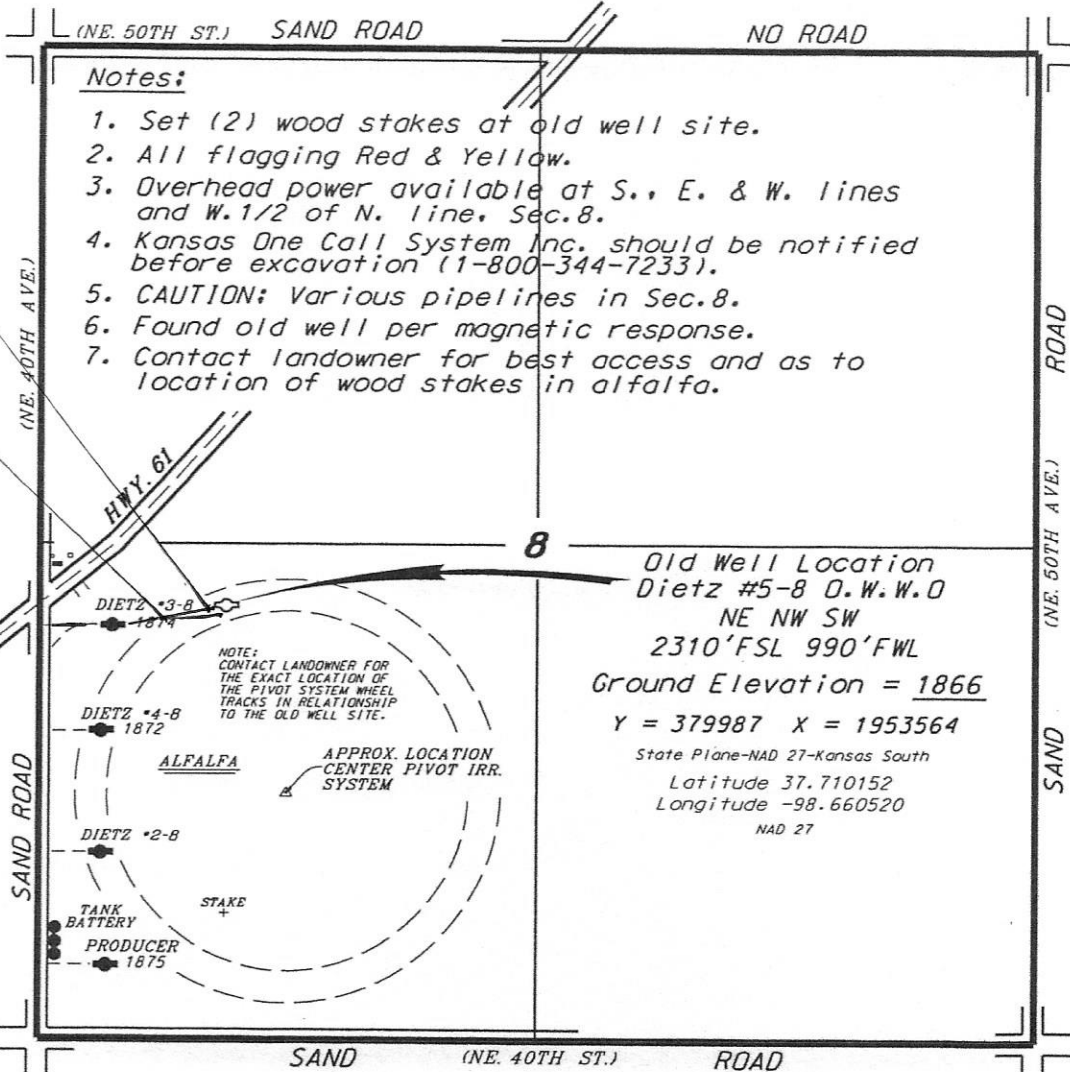 (NE. 50TH ST.) SAND ROAD
NO ROAD
Notes:
1. Set (2) wood stakes at old well site.
2. All flagging Red & Yellow.
3. Overhead power available at S., E. & W. lines
and W.1/2 of N. line, Sec.8.
4. Kansas One Call System Inc. should be notified
before excavation (1-800-344-7233).
5. CAUTION: Various pipelines in Sec.8.
6. Found old well per magnetic response.
7. Contact landowner for best access and as to
location of wood stakes in alfalfa.
(NE. 40TH AVE.)
ROAD
(NE. 50TH AVE.)
SAND
HWY. 61
8
Old Well Location
Dietz #5-8 O.W.W.O
NE NW SW
2310'FSL 990'FWL
Ground Elevation = 1866
Y = 379987 X = 1953564
State Plane-NAD 27-Kansas South
Latitude 37.710152
Longitude -98.660520
NAD 27
DIETZ #3-8
1874
NOTE:
CONTACT LANDOWNER FOR
THE EXACT LOCATION OF
THE PIVOT SYSTEM WHEEL
TRACKS IN RELATIONSHIP
TO THE OLD WELL SITE.
DIETZ #4-8
1872
ALFALFA
APPROX. LOCATION
CENTER PIVOT IRR.
SYSTEM
SAND ROAD
DIETZ #2-8
STAKE
TANK
BATTERY
PRODUCER
1875
SAND (NE. 40TH ST.) ROAD